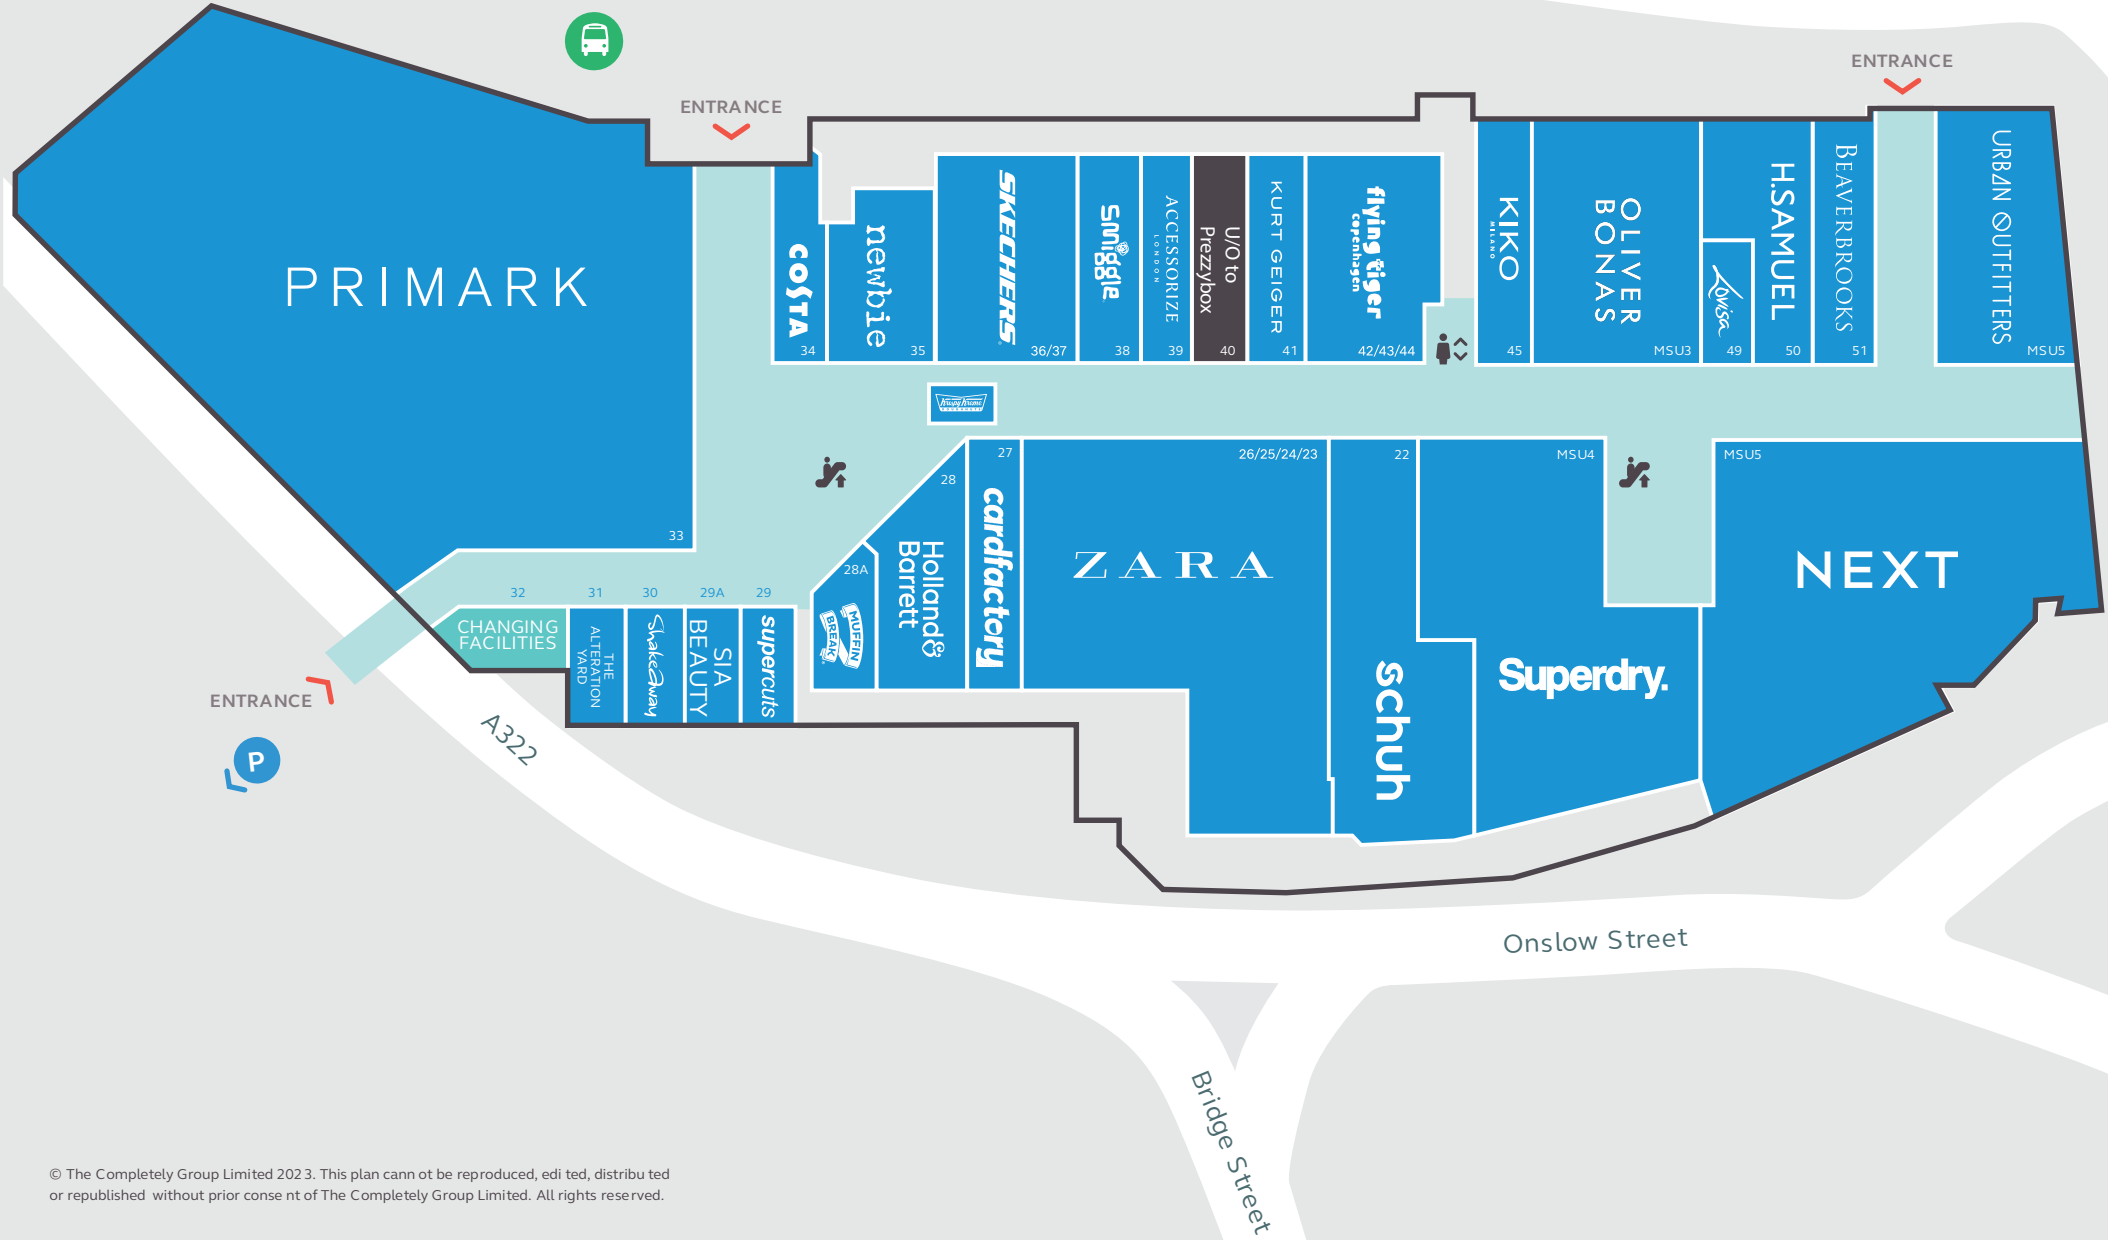 ENTRANCE
ENTRANCE
PRIMARK
33
COSTA
34
newbie
35
SKECHERS
36/37
Smiggle
38
ACCESSORIZE
LONDON
39
U/O to
Prezzybox
40
KURT GEIGER
41
flying tiger
copenhagen
42/43/44
KIKO
MILANO
45
OLIVER
BONAS
MSU3
Lovisa
49
H.SAMUEL
50
BEAVERBROOKS
51
URBAN OUTFITTERS
MSU5
Krispy Kreme
DOUGHNUTS
27
cardfactory
28
Holland&
Barrett
28A
MUFFIN
BREAK
26/25/24/23
ZARA
22
schuh
MSU4
Superdry.
MSU5
NEXT
32
CHANGING
FACILITIES
31
THE
ALTERATION
YARD
30
ShakeAway
29A
SIA
BEAUTY
29
supercuts
ENTRANCE
P
A322
Onslow Street
Bridge Street
© The Completely Group Limited 2023. This plan cann ot be reproduced, edi ted, distribu ted
or republished without prior conse nt of The Completely Group Limited. All rights reserved.